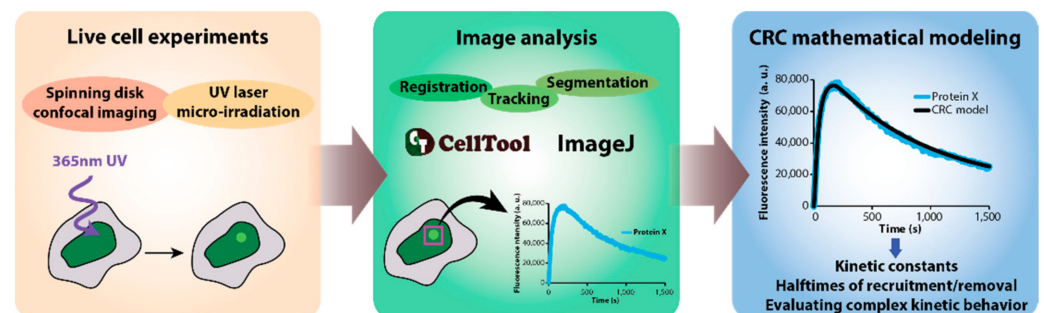 Live cell experiments
Spinning disk
confocal imaging
UV laser
micro-irradiation
365nm UV
Image analysis
Registration
Tracking
Segmentation
CT CellTool
ImageJ
Fluorescence ntensity (a. u.)
80,000
60,000
40,000
20,000
0
0
500
1,000
1,500
Time (s)
Protein X
CRC mathematical modeling
Fluorescence intensity (a. u.)
80,000
60,000
40,000
20,000
0
0
500
1,000
1,500
Time (s)
Protein X
CRC model
Kinetic constants
Halftimes of recruitment/removal
Evaluating complex kinetic behavior